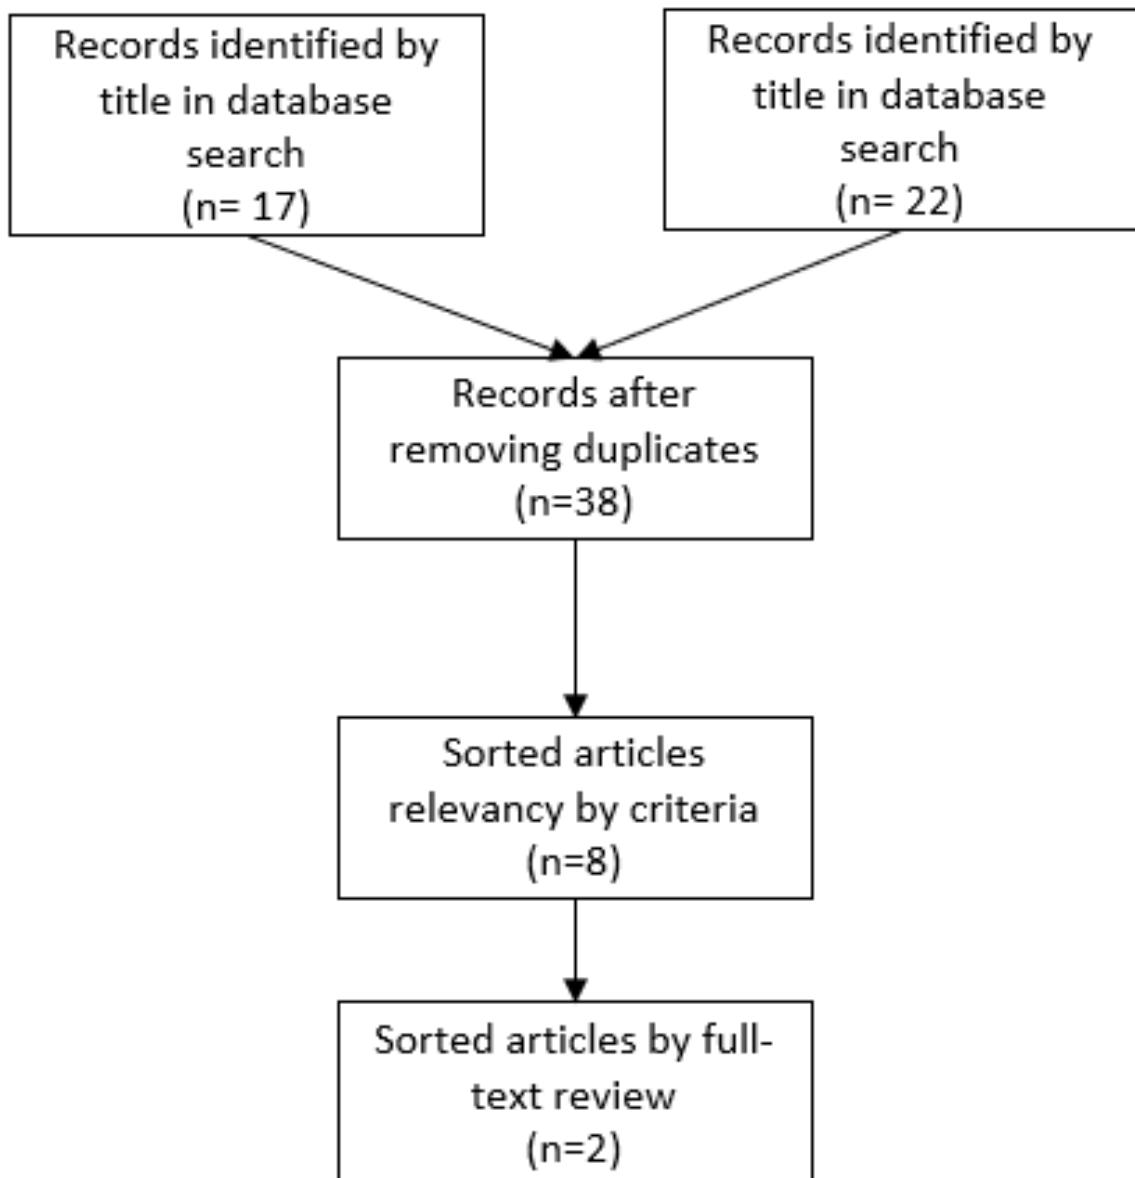 Records identified by
title in database
search
(n= 17)
Records identified by
title in database
search
(n= 22)
Records after
removing duplicates
(n=38)
Sorted articles
relevancy by criteria
(n=8)
Sorted articles by full-
text review
(n=2)